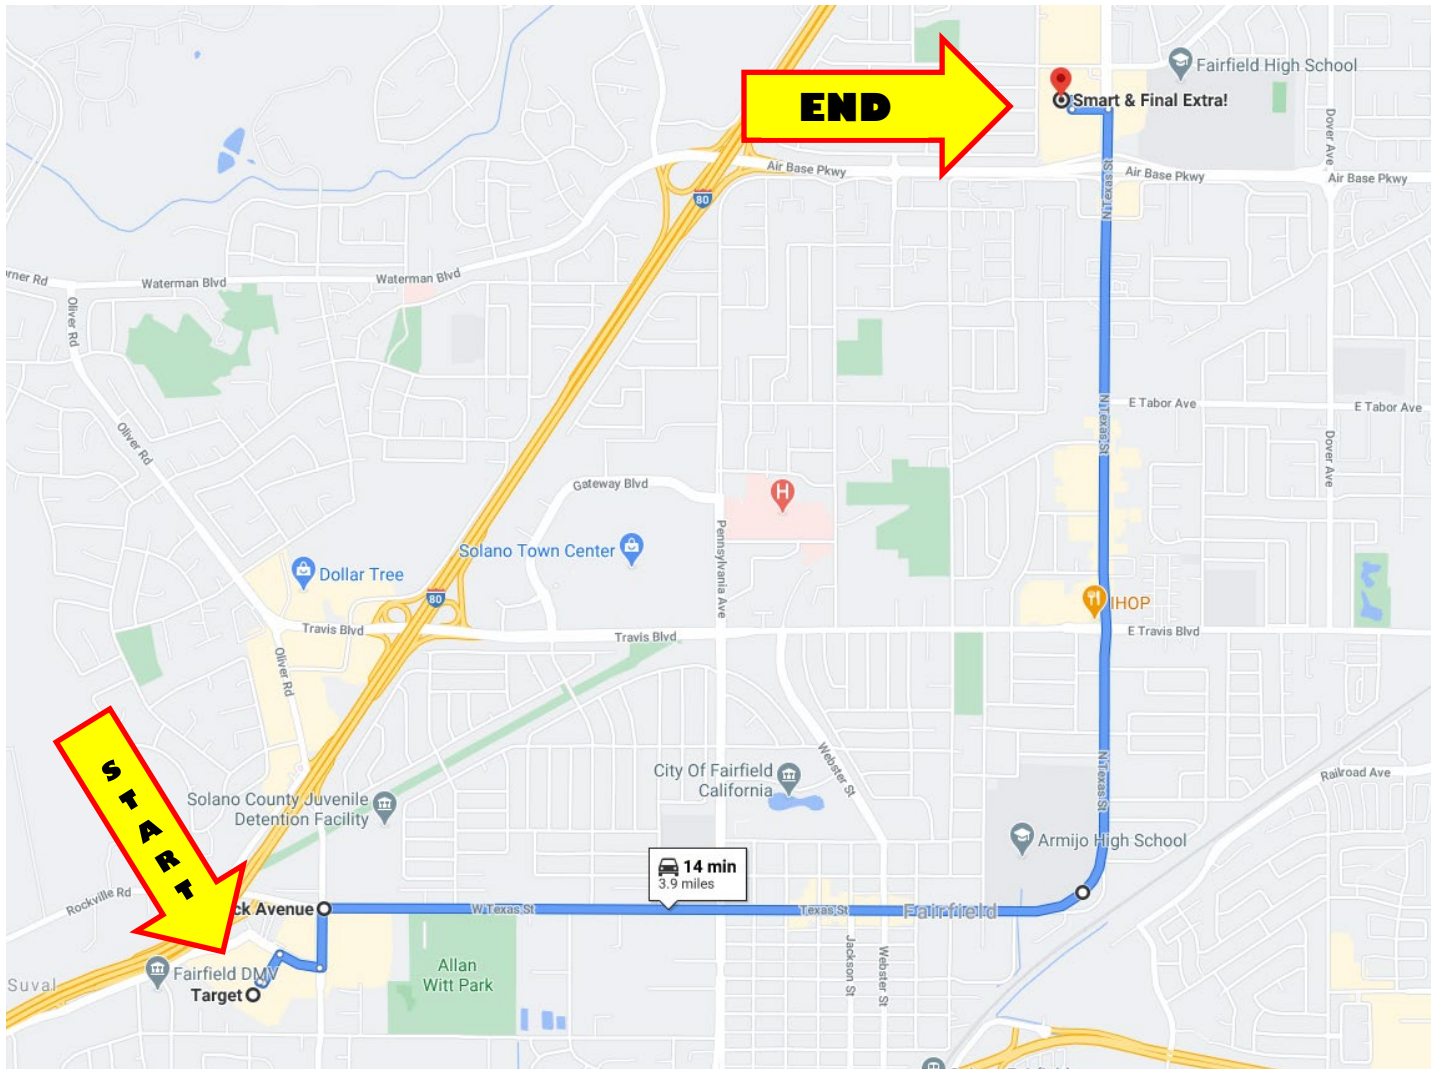 END
Fairfield High School
Smart & Final Extra!
Dover Ave
Air Base Pkwy
Air Base Pkwy
Air Base Pkwy
N Texas St
80
rner Rd
Waterman Blvd
Waterman Blvd
Oliver Rd
Oliver Rd
N Texas St
E Tabor Ave
E Tabor Ave
Dover Ave
Gateway Blvd
H
Pennsylvania Ave
Solano Town Center
Dollar Tree
80
IHOP
Travis Blvd
Travis Blvd
E Travis Blvd
Oliver Rd
START
City Of Fairfield
California
Webster St
N Texas St
Railroad Ave
Solano County Juvenile
Detention Facility
Armijo High School
14 min
3.9 miles
Rockville Rd
ck Avenue
W Texas St
Texas St
Fairfield
Jackson St
Webster St
Allan
Witt Park
Fairfield DMV
Suval
Target